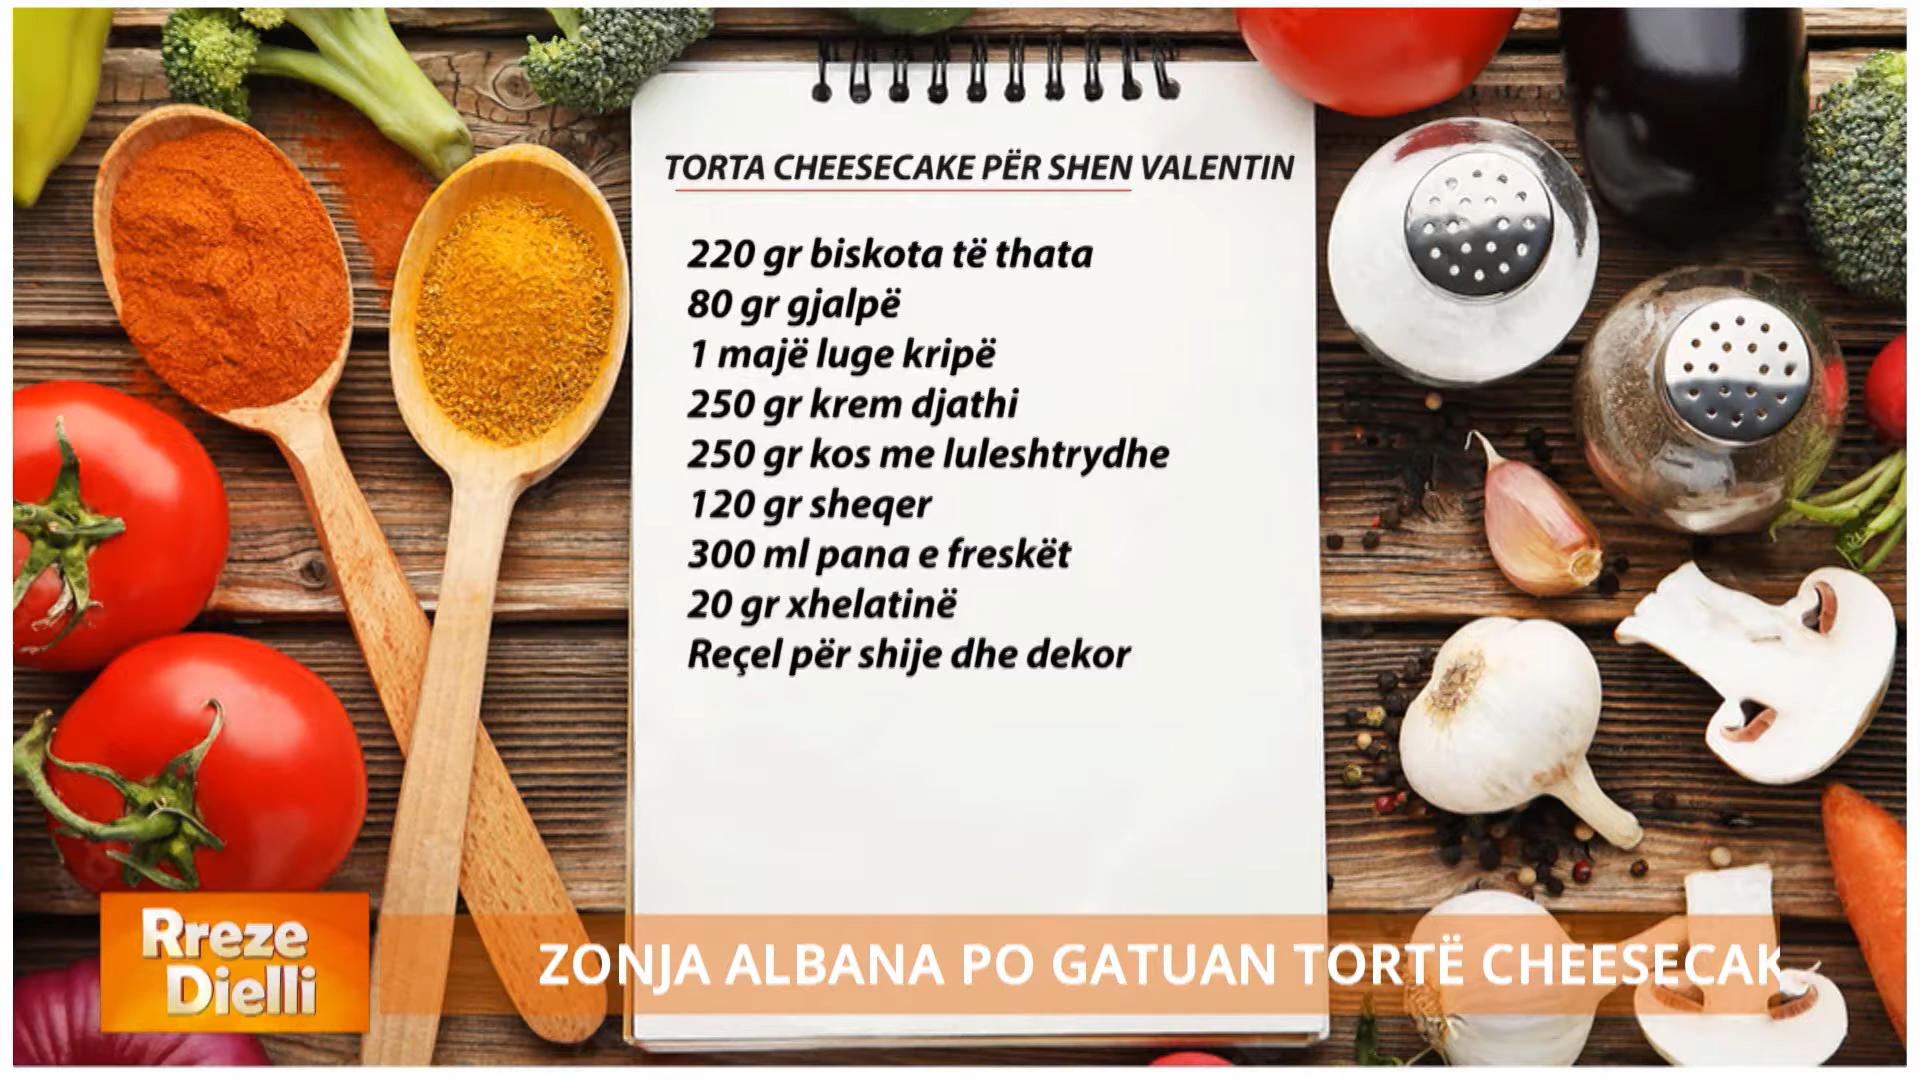 TORTA CHEESECAKE PËR SHEN VALENTIN
220 gr biskota të thata
80 gr gjalpë
1 majë luge kripë
250 gr krem djathi
250 gr kos me luleshtrydhe
120 gr sheqer
300 ml pana e freskët
20 gr xhelatinë
Reçel për shije dhe dekor
Rreze
Dielli
ZONJA ALBANA PO GATUAN TORTË CHEESECAK